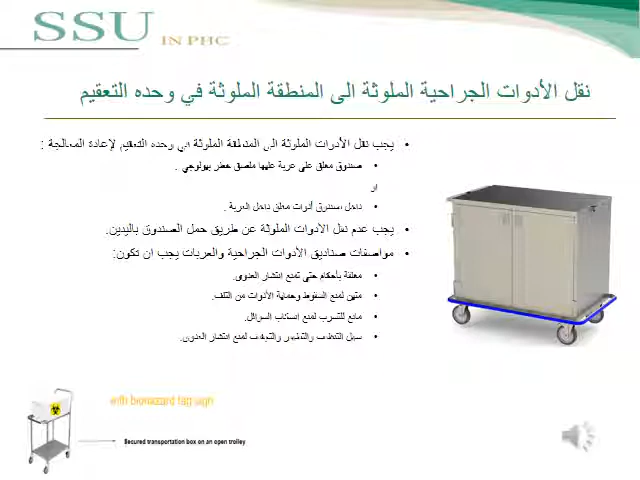 SSU IN PHC
نقل الأدوات الجراحية الملوثة الى المنطقة الملوثة في وحده التعقيم
• يجب نقل الأدوات الملوثة الى المنطقة الملوثة في وحده التعقيم لإعادة المعالجة :
• صندوق مغلق على عربة عليها ملصق خطر بيولوجي .
او
• داخل صندوق أدوات مغلق داخل العربة .
• يجب عدم نقل الأدوات الملوثة عن طريق حمل الصندوق باليدين.
• مواصفات صناديق الأدوات الجراحية والعربات يجب ان تكون:
• مغلقة بأحكام حتى تمنع انتشار العدوى.
• متين لمنع السقوط وحماية الأدوات من التلف.
• مانع للتسرب لمنع إنسكاب السوائل.
• سهل التنظيف والتطهير والتجفيف لمنع انتشار العدوى.
with biohazard tag sign
Secured transportation box on an open trolley